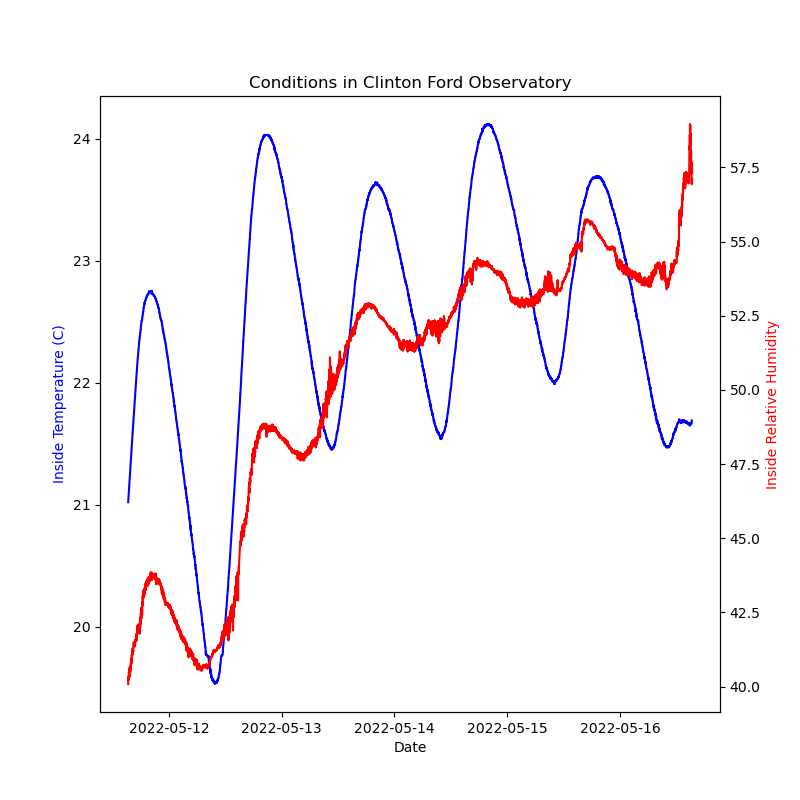 Conditions in Clinton Ford Observatory
24
23
22
21
20
Inside Temperature (C)
57.5
55.0
52.5
50.0
47.5
45.0
42.5
40.0
Inside Relative Humidity
2022-05-12 2022-05-13 2022-05-14 2022-05-15 2022-05-16
Date